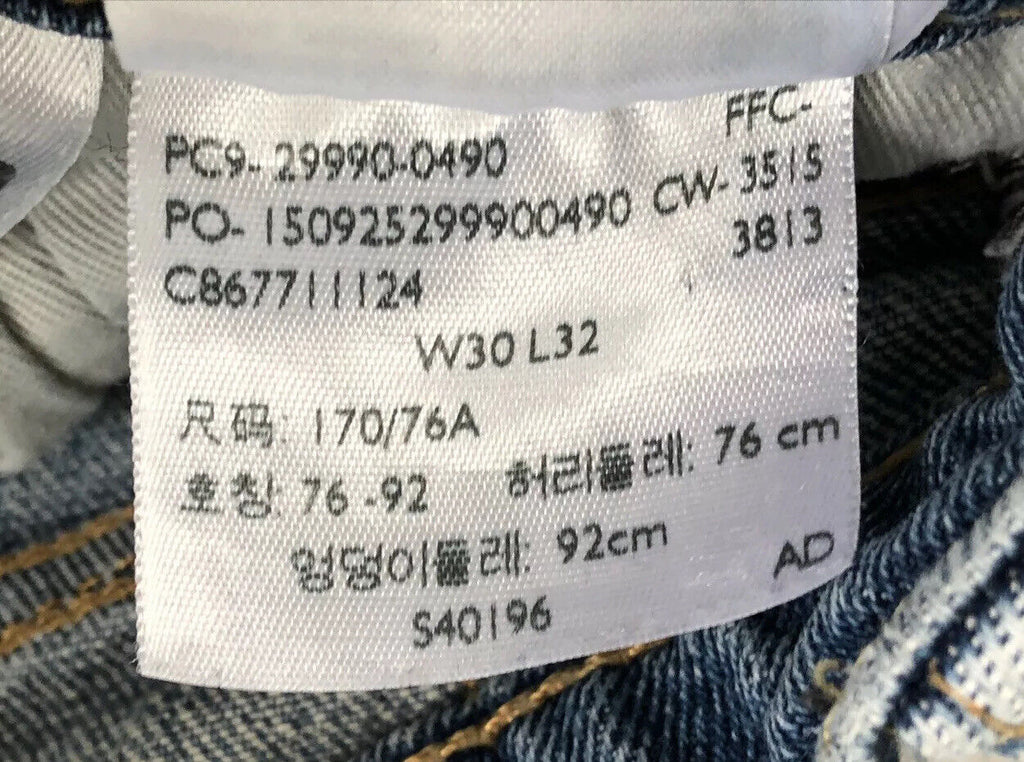 FFC-
PC9- 29990-0490
CW- 3515
PO- 150925299900490
3813
C867711124
W30 L32
尺码: 170/76A
호칭: 76 -92 허리둘레: 76 cm
엉덩이둘레: 92cm
AD
S40196